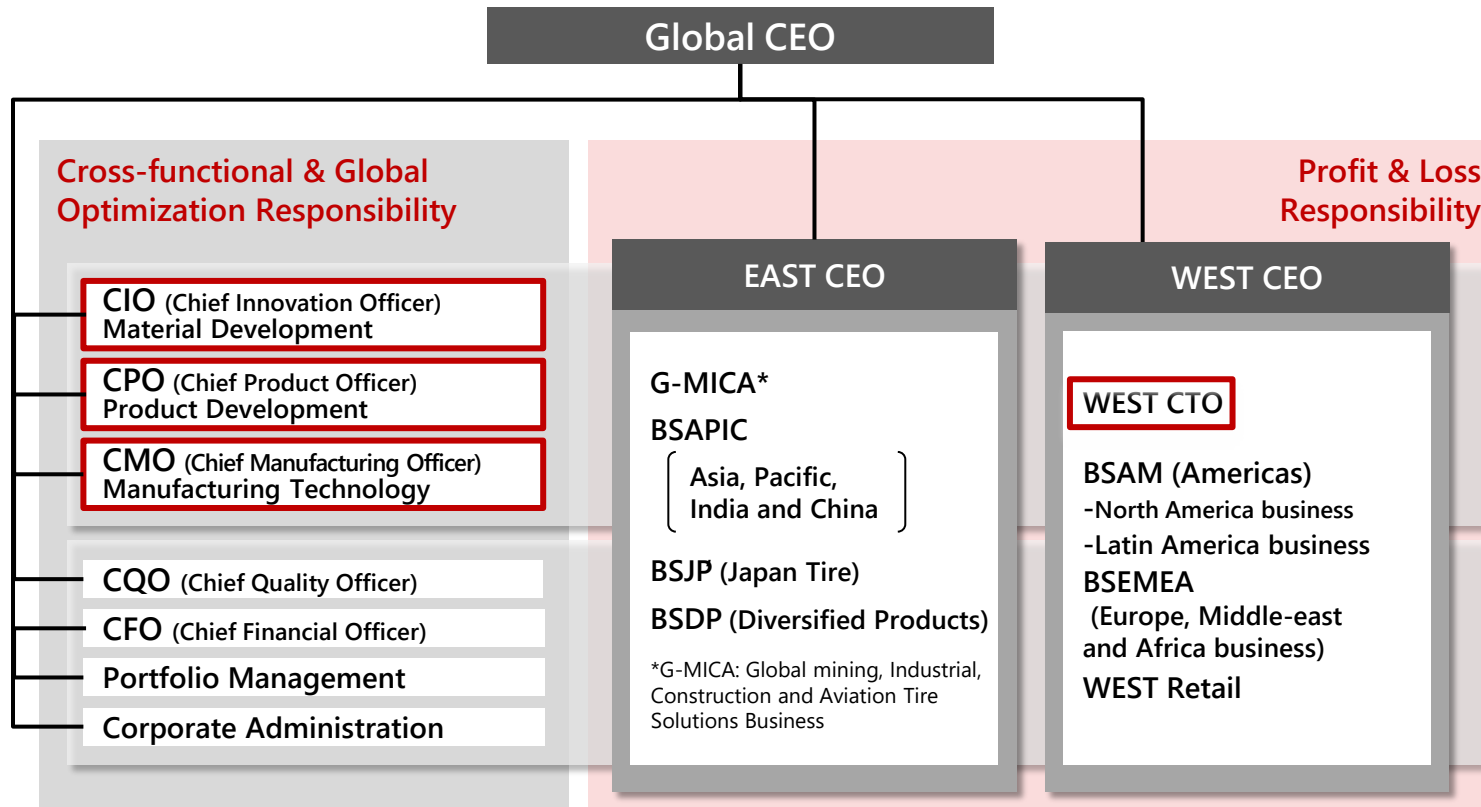 Global CEO
Cross-functional & Global
Optimization Responsibility
Profit & Loss
Responsibility
CIO (Chief Innovation Officer)
Material Development
CPO (Chief Product Officer)
Product Development
CMO (Chief Manufacturing Officer)
Manufacturing Technology
CQO (Chief Quality Officer)
CFO (Chief Financial Officer)
Portfolio Management
Corporate Administration
EAST CEO
G-MICA*
BSAPIC
Asia, Pacific,
India and China
BSJP (Japan Tire)
BSDP (Diversified Products)
*G-MICA: Global mining, Industrial,
Construction and Aviation Tire
Solutions Business
WEST CEO
WEST CTO
BSAM (Americas)
-North America business
-Latin America business
BSEMEA
(Europe, Middle-east
and Africa business)
WEST Retail